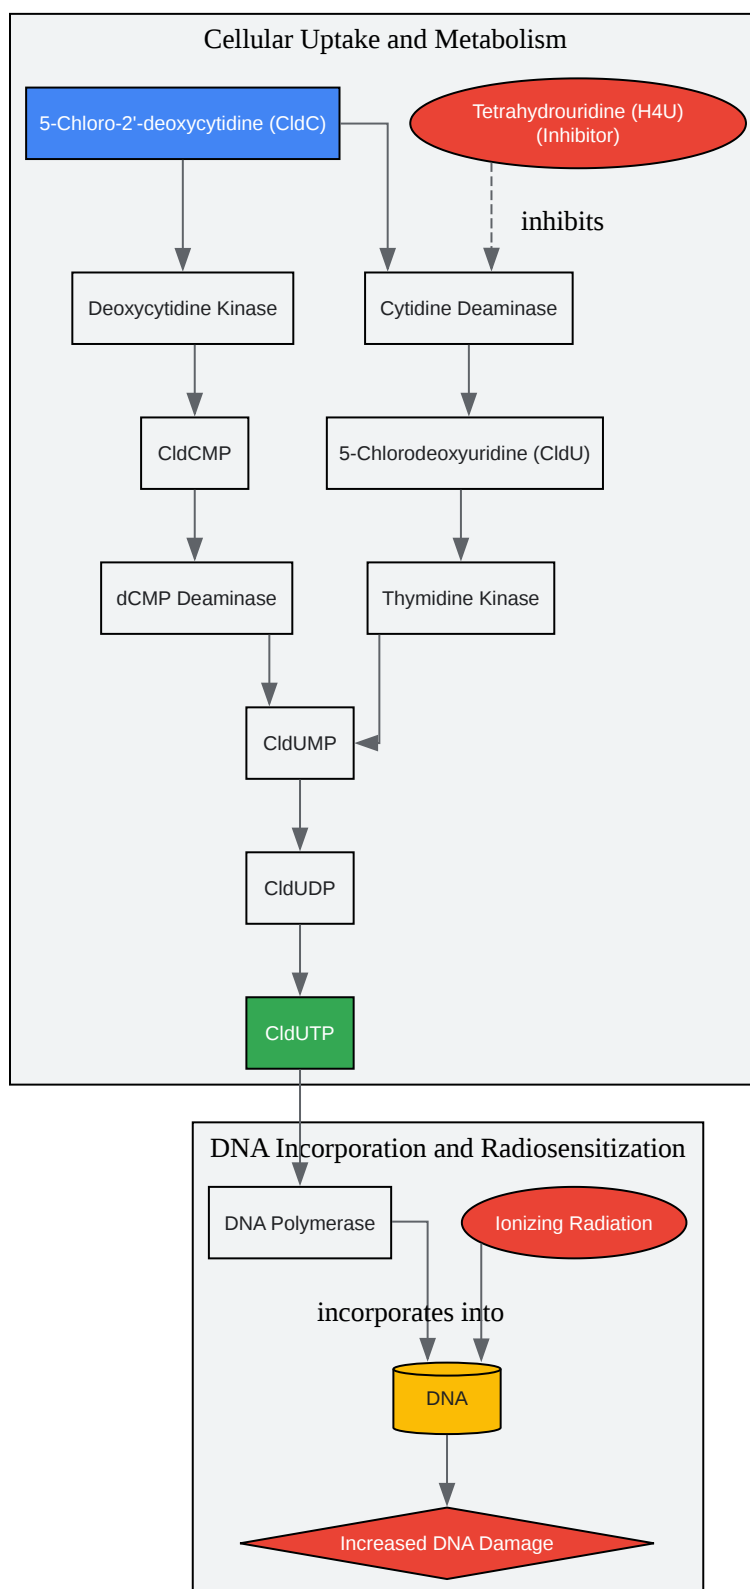 Cellular Uptake and Metabolism
5-Chloro-2'-deoxycytidine (CldC)
Tetrahydrouridine (H4U)
(Inhibitor)
inhibits
Deoxycytidine Kinase
Cytidine Deaminase
CldCMP
5-Chlorodeoxyuridine (CldU)
dCMP Deaminase
Thymidine Kinase
CldUMP
CldUDP
CldUTP
DNA Incorporation and Radiosensitization
DNA Polymerase
Ionizing Radiation
incorporates into
DNA
Increased DNA Damage